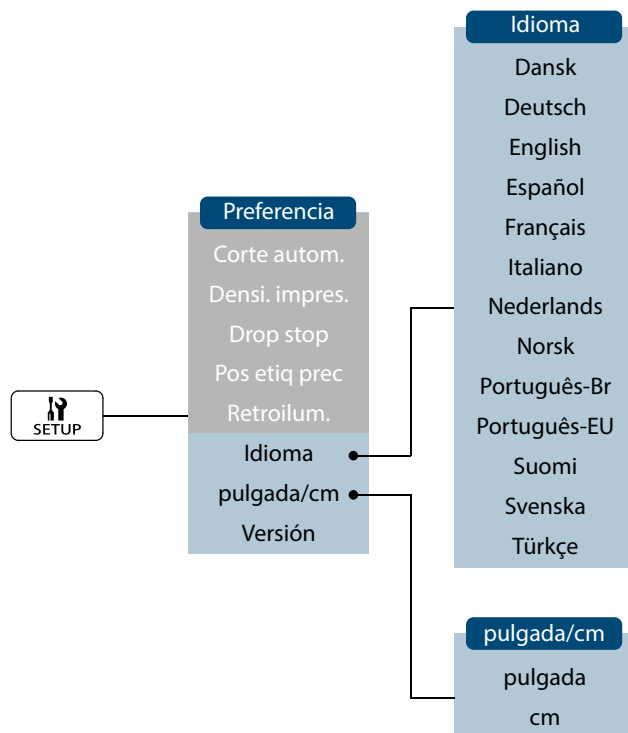 SETUP
Preferencia
Corte autom.
Densi. impres.
Drop stop
Pos etiq prec
Retroilum.
Idioma
pulgada/cm
Versión
Idioma
Dansk
Deutsch
English
Español
Français
Italiano
Nederlands
Norsk
Português-Br
Português-EU
Suomi
Svenska
Türkçe
pulgada/cm
pulgada
cm